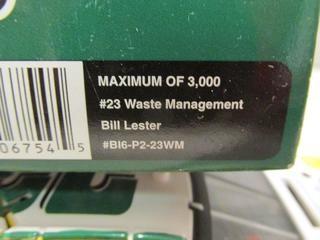 MAXIMUM OF 3,000
#23 Waste Management
Bill Lester
#BI6-P2-23WM
06754 5